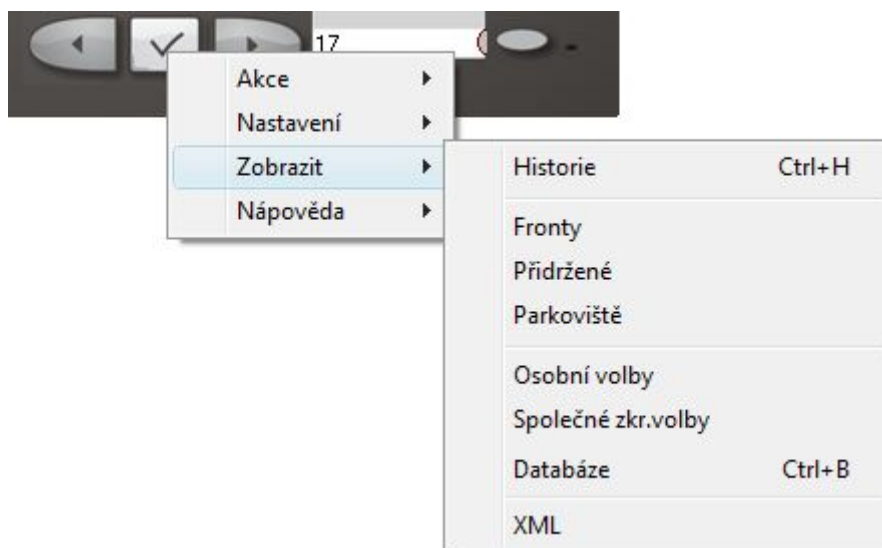 17
Akce
Nastavení
Zobrazit
Nápověda
Historie Ctrl+H
Fronty
Přidržené
Parkoviště
Osobní volby
Společné zkr.volby
Databáze Ctrl+B
XML